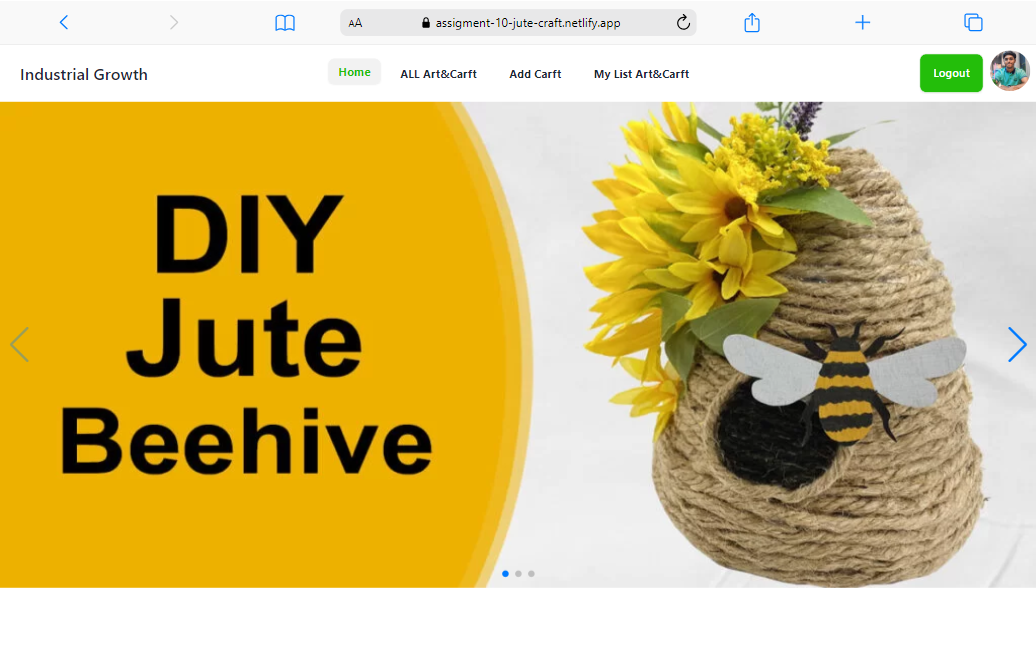 AA assigment-10-jute-craft.netlify.app
Industrial Growth Home ALL Art&Carft Add Carft My List Art&Carft Logout
DIY
Jute
Beehive